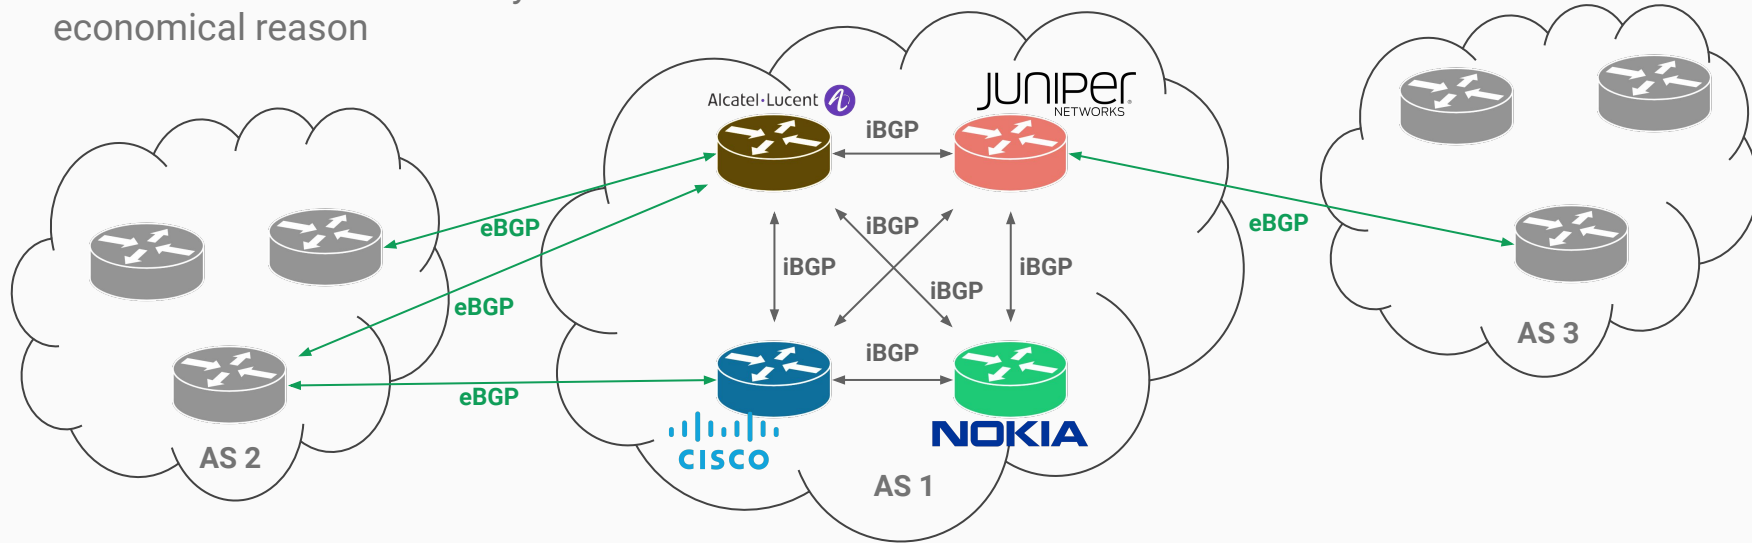 economical reason
Alcatel·Lucent
JUNIPER
NETWORKS
iBGP
eBGP
iBGP
eBGP
iBGP
iBGP
eBGP
iBGP
AS 3
iBGP
eBGP
CISCO
NOKIA
AS 2
AS 1